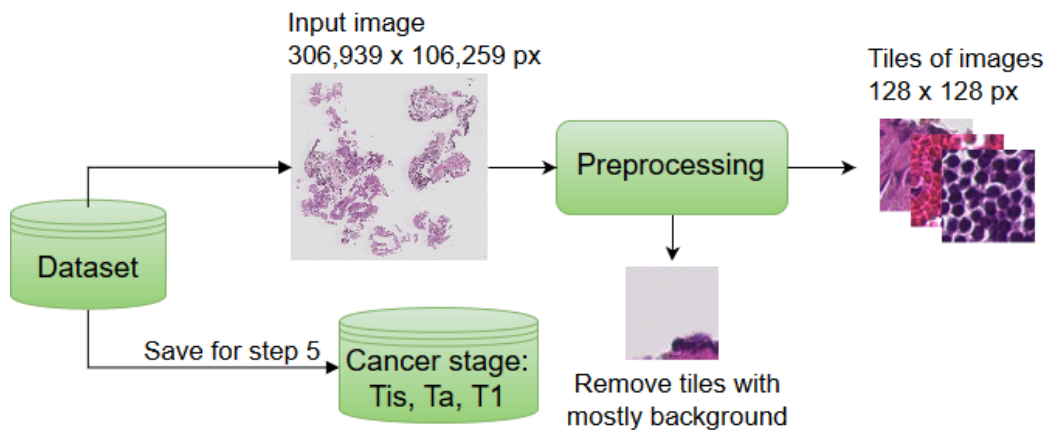 Input image
306,939 x 106,259 px
Tiles of images
128 x 128 px
Preprocessing
Dataset
Save for step 5
Cancer stage:
Tis, Ta, T1
Remove tiles with
mostly background